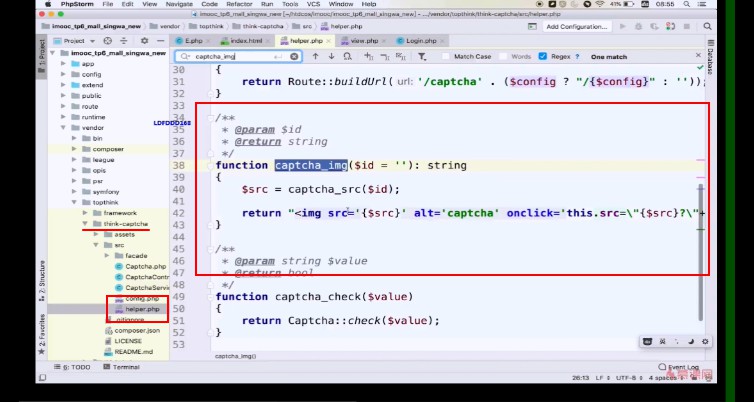 PhpStorm File Edit View Navigate Code Refactor Run Tools VCS Window Help 41% 08:55
imooc_tp6_mall_singwa_new [~/htdocs/imooc/imooc_tp6_mall_singwa_new] - .../vendor/topthink/think-captcha/src/helper.php
imooc_tp6_mall_singwa_new vendor topthink think-captcha src helper.php Add Configuration...
Project E.php index.html helper.php view.php Login.php
1: Project
Database
imooc_tp6_mall_singwa_new
app
config
extend
public
route
runtime
vendor
bin
composer
league
opis
psr
symfony
topthink
framework
think-captcha
assets
src
facade
Captcha.php
CaptchaContr
CaptchaServi
config.php
helper.php
.gitignore
composer.json
LICENSE
README.md
LDFDDD168
captcha_img Match Case Words Regex ? One match
30 {
31 return Route::buildUrl( url: '/captcha' . ($config ? "/{$config}" : ''));
32 }
33
34 /**
35 * @param $id
36 * @return string
37 */
38 function captcha_img($id = ''): string
39 {
40 $src = captcha_src($id);
41
42 return "<img src='{$src}' alt='captcha' onclick='this.src=\"{$src}?\"+
43 }
44
45 /**
46 * @param string $value
47 * @return bool
48 */
49 function captcha_check($value)
50 {
51 return Captcha::check($value);
52 }
53
captcha_img()
Z: Structure
2: Favorites
6: TODO Terminal Event Log
26:13 LF UTF-8 4 spaces